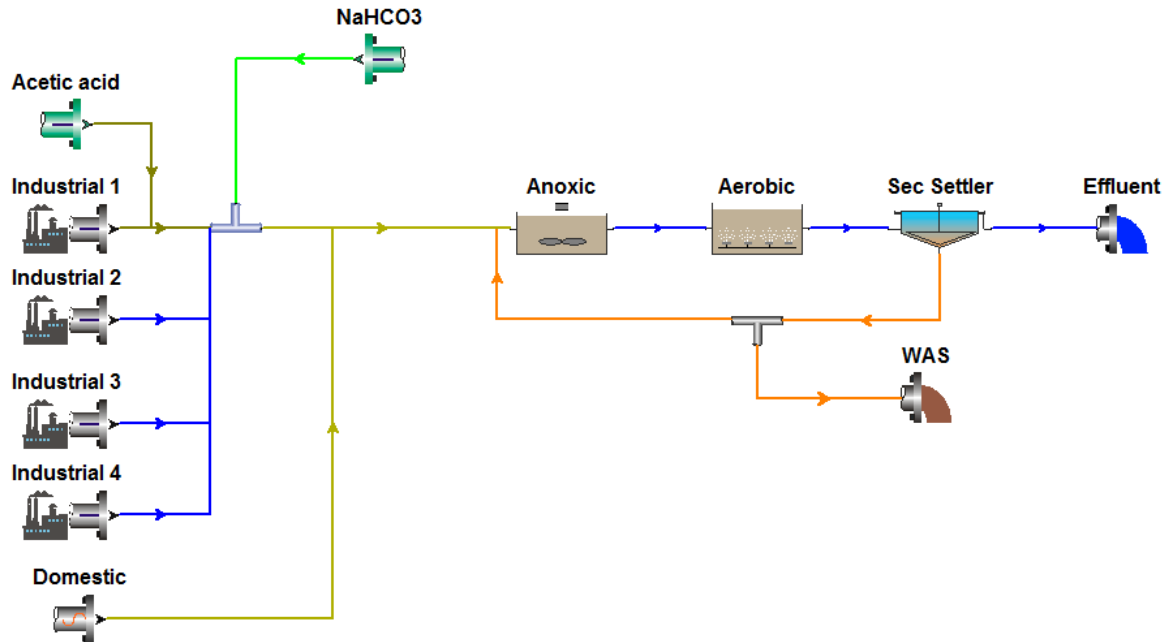 NaHCO3
Acetic acid
Industrial 1
Anoxic
Aerobic
Sec Settler
Effluent
Industrial 2
WAS
Industrial 3
Industrial 4
Domestic